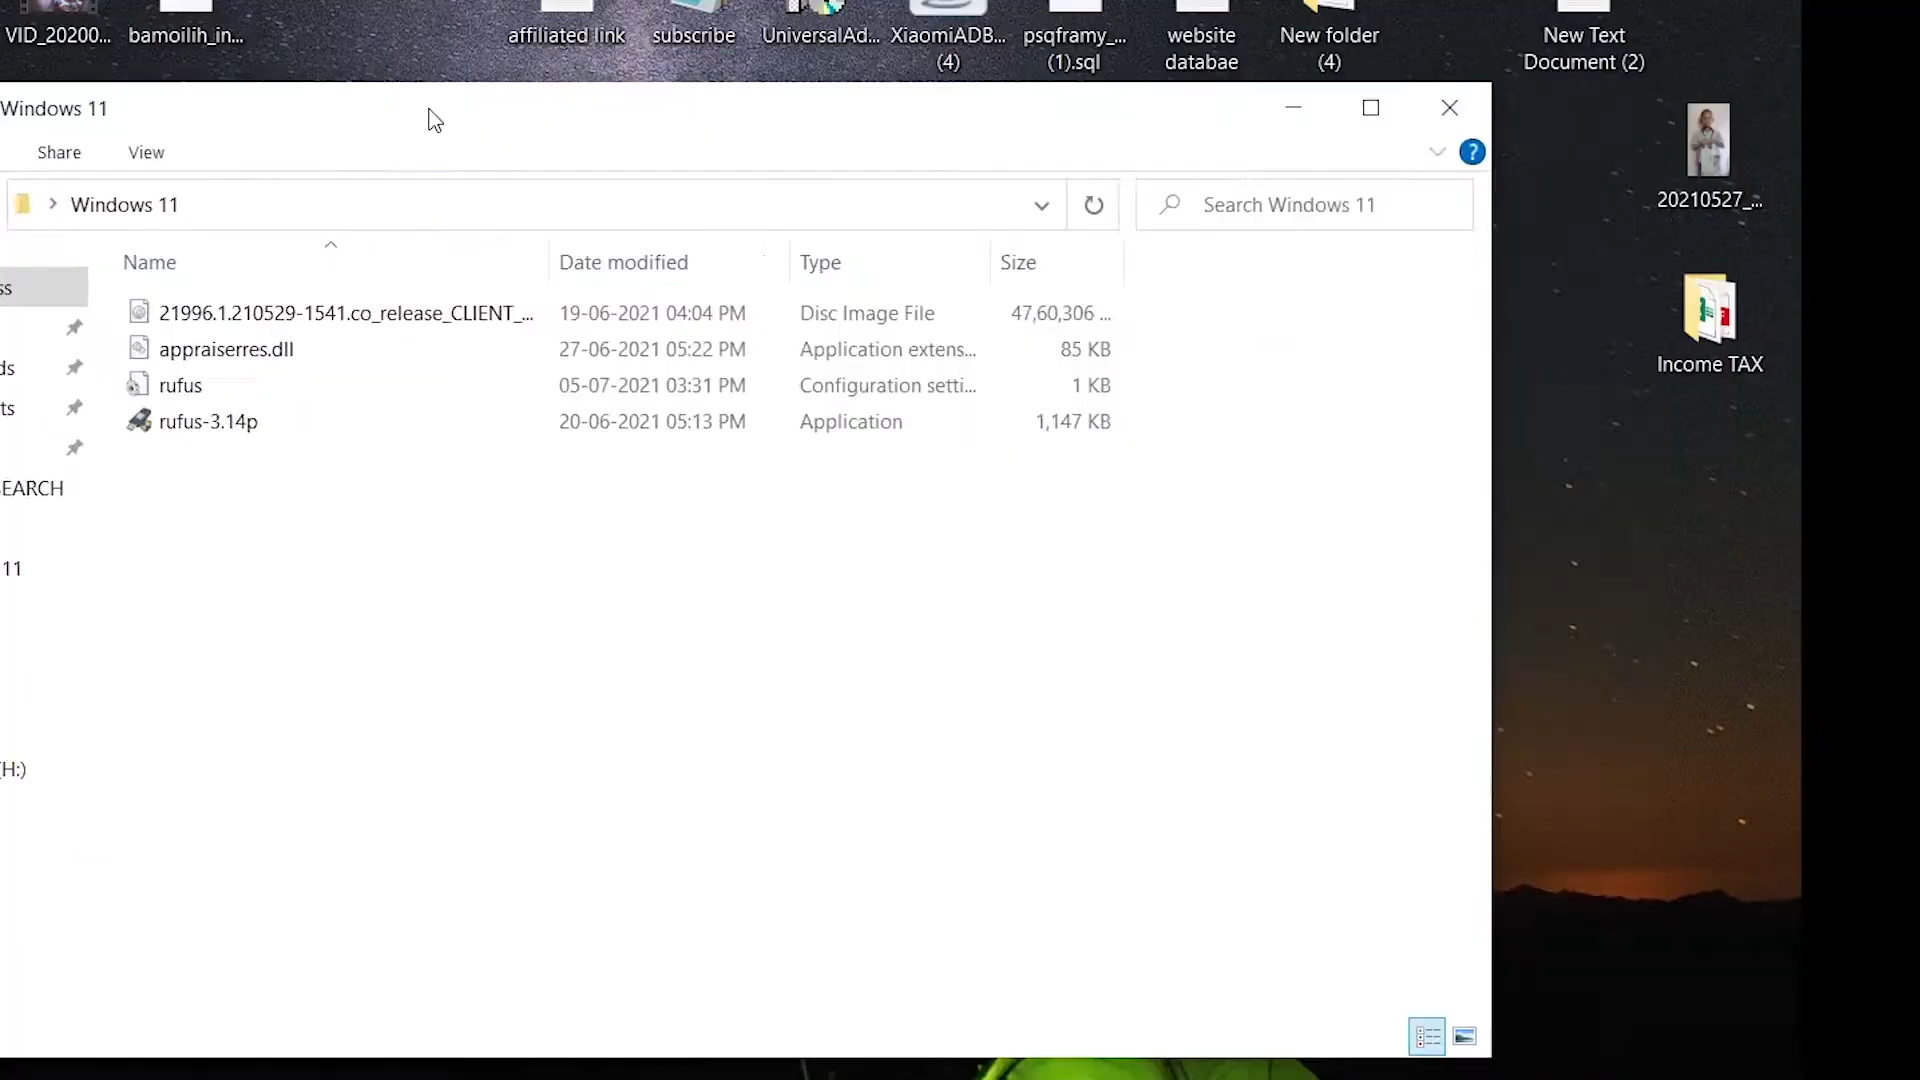 VID_20200... bamoilih_in... affiliated link subscribe UniversalAd... XiaomiADB... psqframy_... website New folder New Text
(4) (1).sql databae (4) Document (2)
Windows 11
Share View
Windows 11
Search Windows 11
20210527_...
Name Date modified Type Size
ss
21996.1.210529-1541.co_release_CLIENT_... 19-06-2021 04:04 PM Disc Image File 47,60,306 ...
appraiserres.dll 27-06-2021 05:22 PM Application extens... 85 KB
ds
Income TAX
rufus 05-07-2021 03:31 PM Configuration setti... 1 KB
ts
rufus-3.14p 20-06-2021 05:13 PM Application 1,147 KB
EARCH
11
(H:)